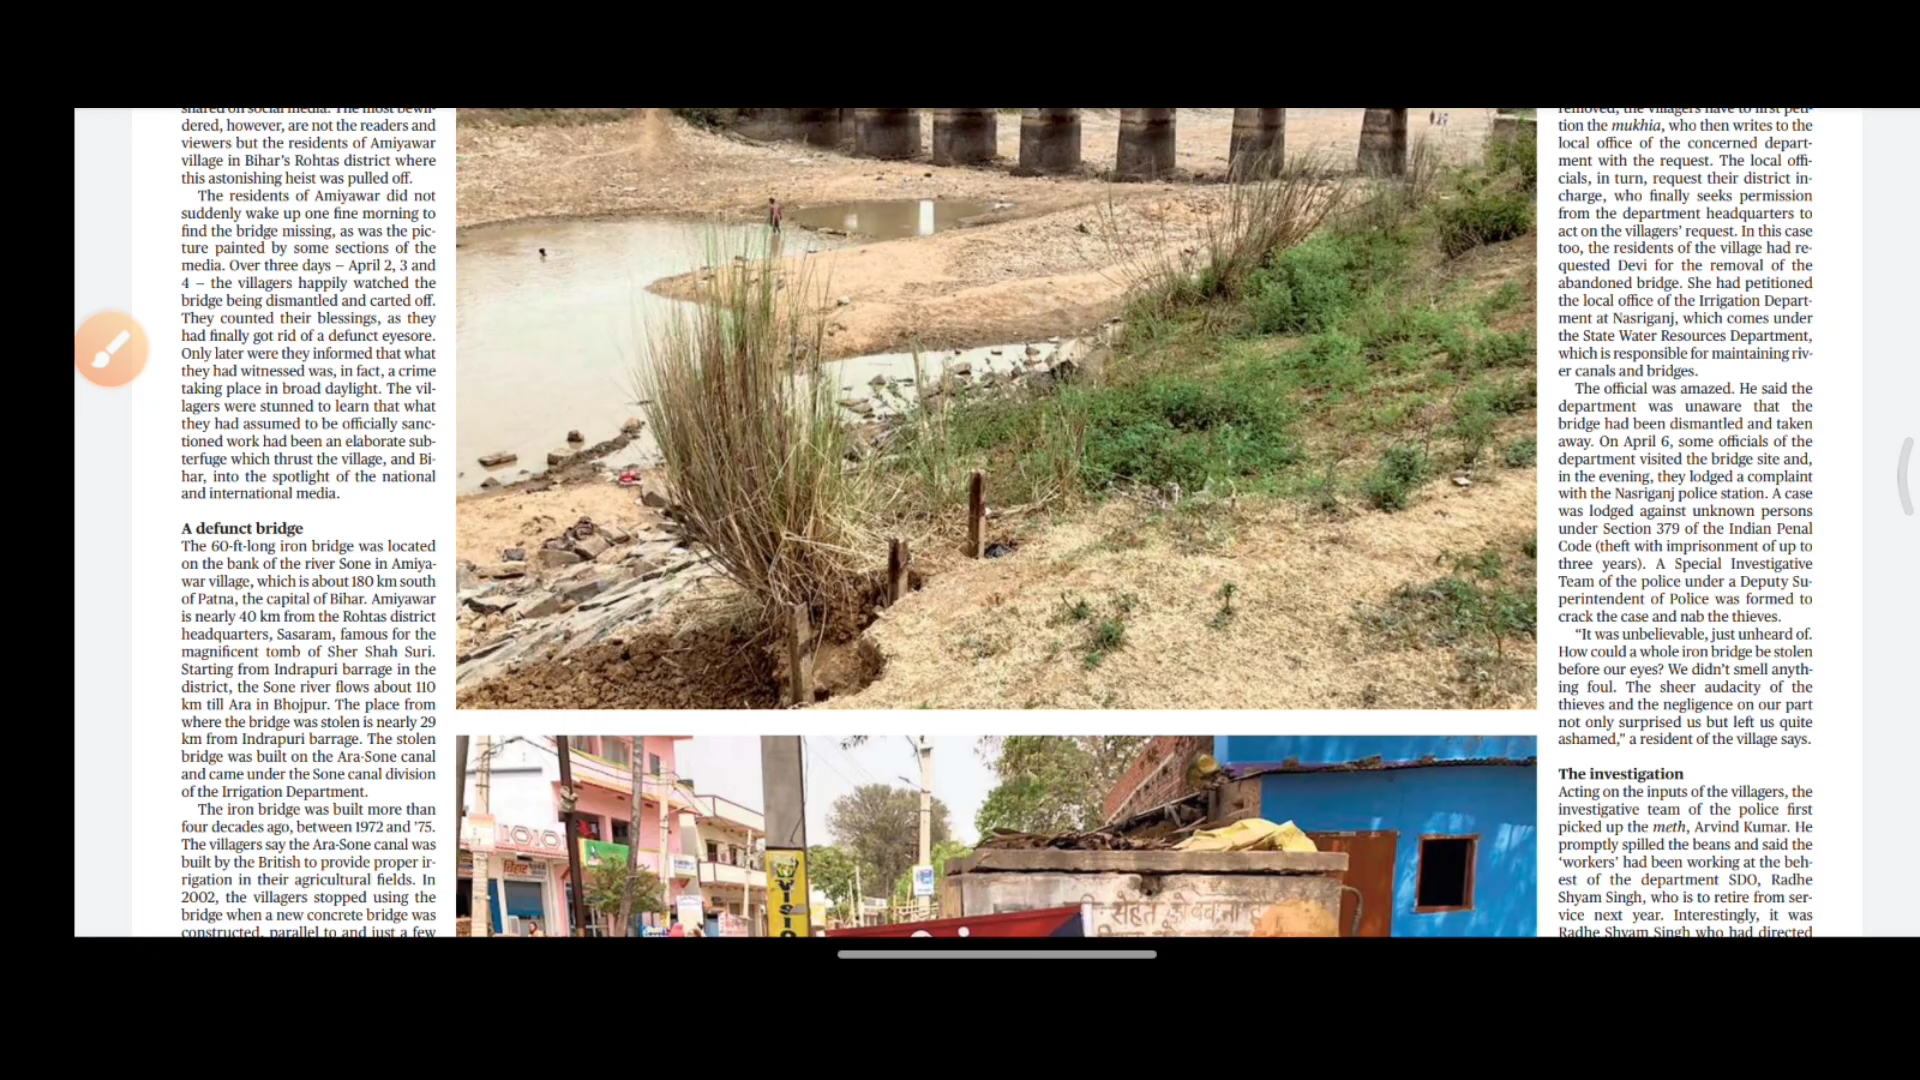 shared on social media. The most bewil-
dered, however, are not the readers and
viewers but the residents of Amiyawar
village in Bihar's Rohtas district where
this astonishing heist was pulled off.
The residents of Amiyawar did not
suddenly wake up one fine morning to
find the bridge missing, as was the pic-
ture painted by some sections of the
media. Over three days – April 2, 3 and
4 – the villagers happily watched the
bridge being dismantled and carted off.
They counted their blessings, as they
had finally got rid of a defunct eyesore.
Only later were they informed that what
they had witnessed was, in fact, a crime
taking place in broad daylight. The vil-
lagers were stunned to learn that what
they had assumed to be officially sanc-
tioned work had been an elaborate sub-
terfuge which thrust the village, and Bi-
har, into the spotlight of the national
and international media.
A defunct bridge
The 60-ft-long iron bridge was located
on the bank of the river Sone in Amiya-
war village, which is about 180 km south
of Patna, the capital of Bihar. Amiyawar
is nearly 40 km from the Rohtas district
headquarters, Sasaram, famous for the
magnificent tomb of Sher Shah Suri.
Starting from Indrapuri barrage in the
district, the Sone river flows about 110
km till Ara in Bhojpur. The place from
where the bridge was stolen is nearly 29
km from Indrapuri barrage. The stolen
bridge was built on the Ara-Sone canal
and came under the Sone canal division
of the Irrigation Department.
The iron bridge was built more than
four decades ago, between 1972 and '75.
The villagers say the Ara-Sone canal was
built by the British to provide proper ir-
rigation in their agricultural fields. In
2002, the villagers stopped using the
bridge when a new concrete bridge was
constructed, parallel to and just a few
removed, the villagers have to first peti-
tion the mukhia, who then writes to the
local office of the concerned depart-
ment with the request. The local offi-
cials, in turn, request their district in-
charge, who finally seeks permission
from the department headquarters to
act on the villagers' request. In this case
too, the residents of the village had re-
quested Devi for the removal of the
abandoned bridge. She had petitioned
the local office of the Irrigation Depart-
ment at Nasriganj, which comes under
the State Water Resources Department,
which is responsible for maintaining riv-
er canals and bridges.
The official was amazed. He said the
department was unaware that the
bridge had been dismantled and taken
away. On April 6, some officials of the
department visited the bridge site and,
in the evening, they lodged a complaint
with the Nasriganj police station. A case
was lodged against unknown persons
under Section 379 of the Indian Penal
Code (theft with imprisonment of up to
three years). A Special Investigative
Team of the police under a Deputy Su-
perintendent of Police was formed to
crack the case and nab the thieves.
"It was unbelievable, just unheard of.
How could a whole iron bridge be stolen
before our eyes? We didn't smell anyth-
ing foul. The sheer audacity of the
thieves and the negligence on our part
not only surprised us but left us quite
ashamed," a resident of the village says.
The investigation
Acting on the inputs of the villagers, the
investigative team of the police first
picked up the meth, Arvind Kumar. He
promptly spilled the beans and said the
'workers' had been working at the beh-
est of the department SDO, Radhe
Shyam Singh, who is to retire from ser-
vice next year. Interestingly, it was
Radhe Shyam Singh who had directed